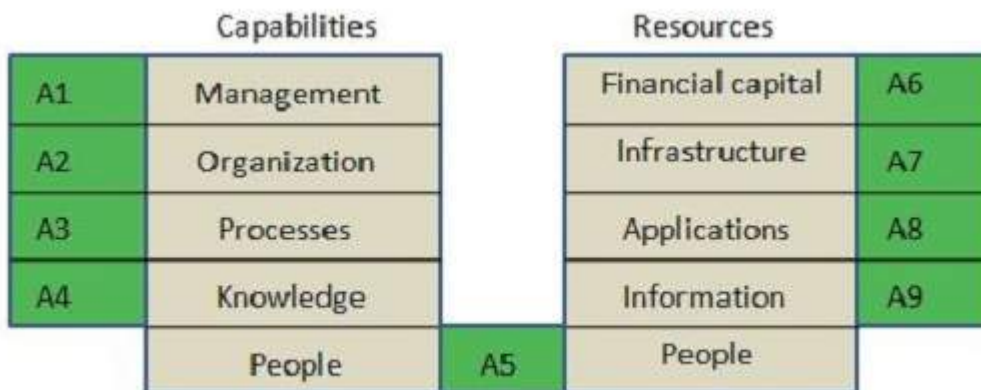 Capabilities Resources
A1 Management Financial capital A6
A2 Organization Infrastructure A7
A3 Processes Applications A8
A4 Knowledge Information A9
People A5 People